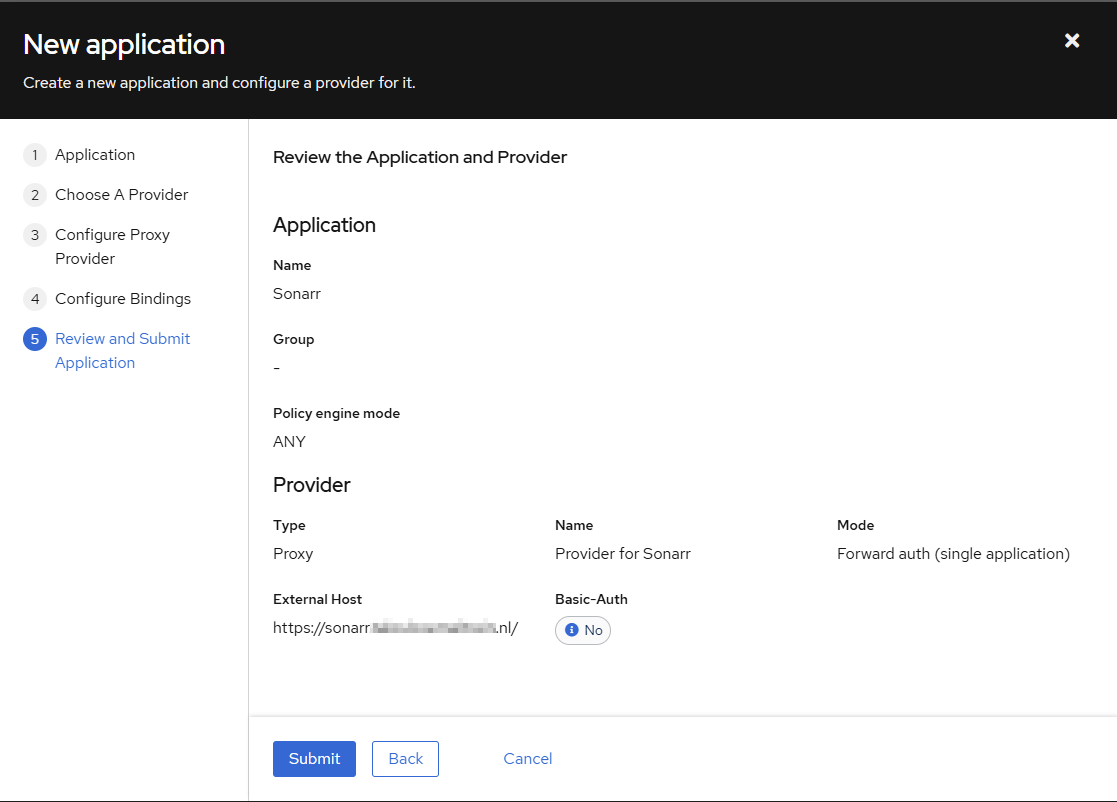 New application
Create a new application and configure a provider for it.
1 Application
2 Choose A Provider
3 Configure Proxy
Provider
4 Configure Bindings
5 Review and Submit
Application
Review the Application and Provider
Application
Name
Sonarr
Group
-
Policy engine mode
ANY
Provider
Type
Name
Mode
Proxy
Provider for Sonarr
Forward auth (single application)
External Host
Basic-Auth
https://sonarr .nl/
No
Submit
Back
Cancel